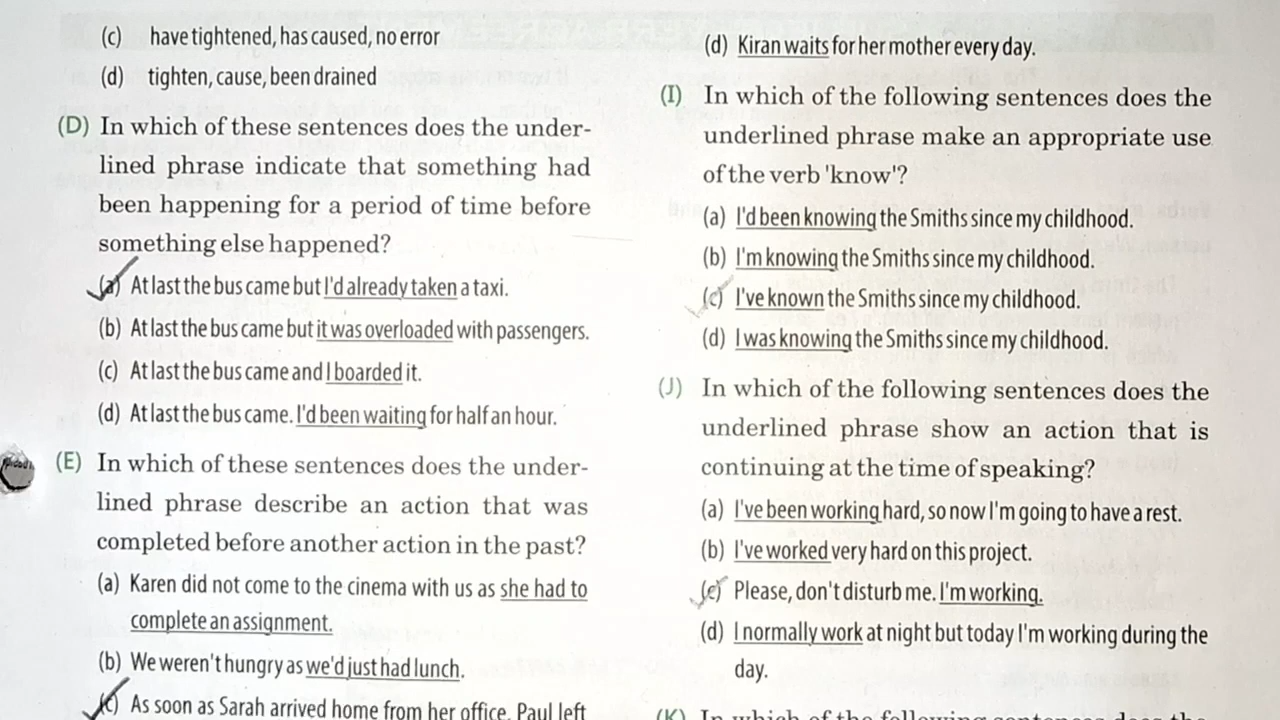 (c) have tightened, has caused, no error
(d) tighten, cause, been drained
(D) In which of these sentences does the under-
lined phrase indicate that something had
been happening for a period of time before
something else happened?
(a) At last the bus came but I'd already taken a taxi.
(b) At last the bus came but it was overloaded with passengers.
(c) At last the bus came and I boarded it.
(d) At last the bus came. I'd been waiting for half an hour.
(E) In which of these sentences does the under-
lined phrase describe an action that was
completed before another action in the past?
(a) Karen did not come to the cinema with us as she had to
complete an assignment.
(b) We weren't hungry as we'd just had lunch.
(c) As soon as Sarah arrived home from her office, Paul left
(d) Kiran waits for her mother every day.
(I) In which of the following sentences does the
underlined phrase make an appropriate use
of the verb 'know'?
(a) I'd been knowing the Smiths since my childhood.
(b) I'm knowing the Smiths since my childhood.
(c) I've known the Smiths since my childhood.
(d) I was knowing the Smiths since my childhood.
(J) In which of the following sentences does the
underlined phrase show an action that is
continuing at the time of speaking?
(a) I've been working hard, so now I'm going to have a rest.
(b) I've worked very hard on this project.
(c) Please, don't disturb me. I'm working.
(d) I normally work at night but today I'm working during the
day.
(K) In which of the following sentences does the